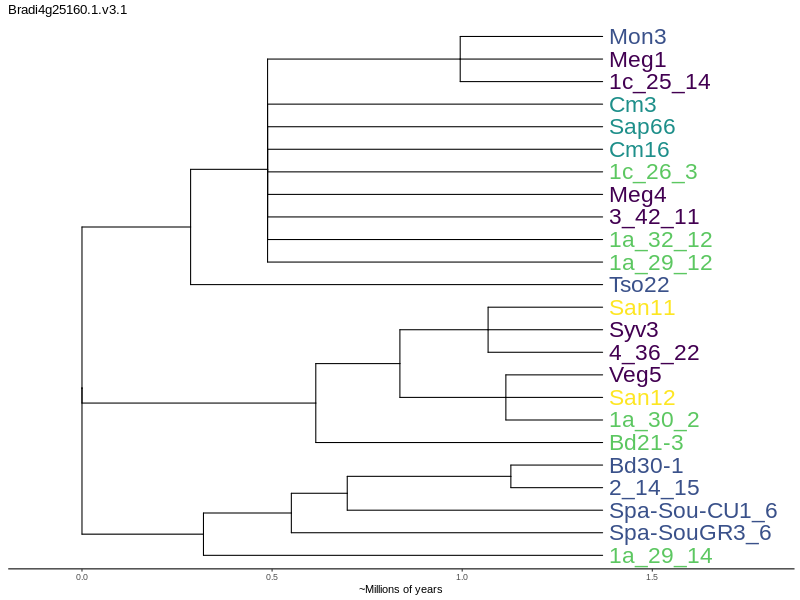 Bradi4g25160.1.v3.1
Mon3
Meg1
1c_25_14
Cm3
Sap66
Cm16
1c_26_3
Meg4
3_42_11
1a_32_12
1a_29_12
Tso22
San11
Syv3
4_36_22
Veg5
San12
1a_30_2
Bd21-3
Bd30-1
2_14_15
Spa-Sou-CU1_6
Spa-SouGR3_6
1a_29_14
0.0 0.5 1.0 1.5
~Millions of years